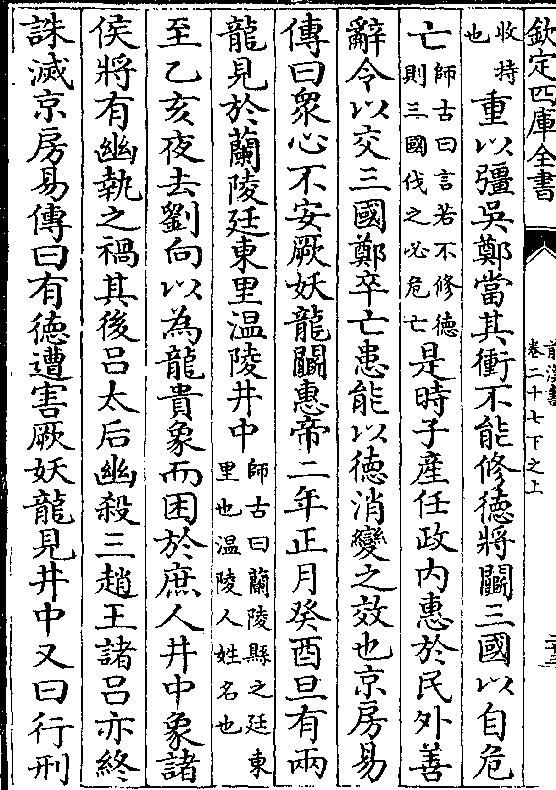 欽定四庫全書
前漢書
卷二十七下之上
收持
也
重以彊吳鄭當其衝不能修徳將鬬三國以自危
亡
師古曰言若不修徳
則三國伐之必危亡
是時子産任政内惠於民外善
辭令以交三國鄭卒亡患能以徳消變之效也京房易
傳曰衆心不安厥妖龍鬬惠帝二年正月癸酉旦有兩
龍見於蘭陵廷東里温陵井中
師古曰蘭陵縣之廷東
里也温陵人姓名也
至乙亥夜去劉向以為龍貴象而困於庶人井中象諸
侯將有幽執之禍其後吕太后幽殺三趙王諸吕亦終
誅滅京房易傳曰有徳遭害厥妖龍見井中又曰行刑